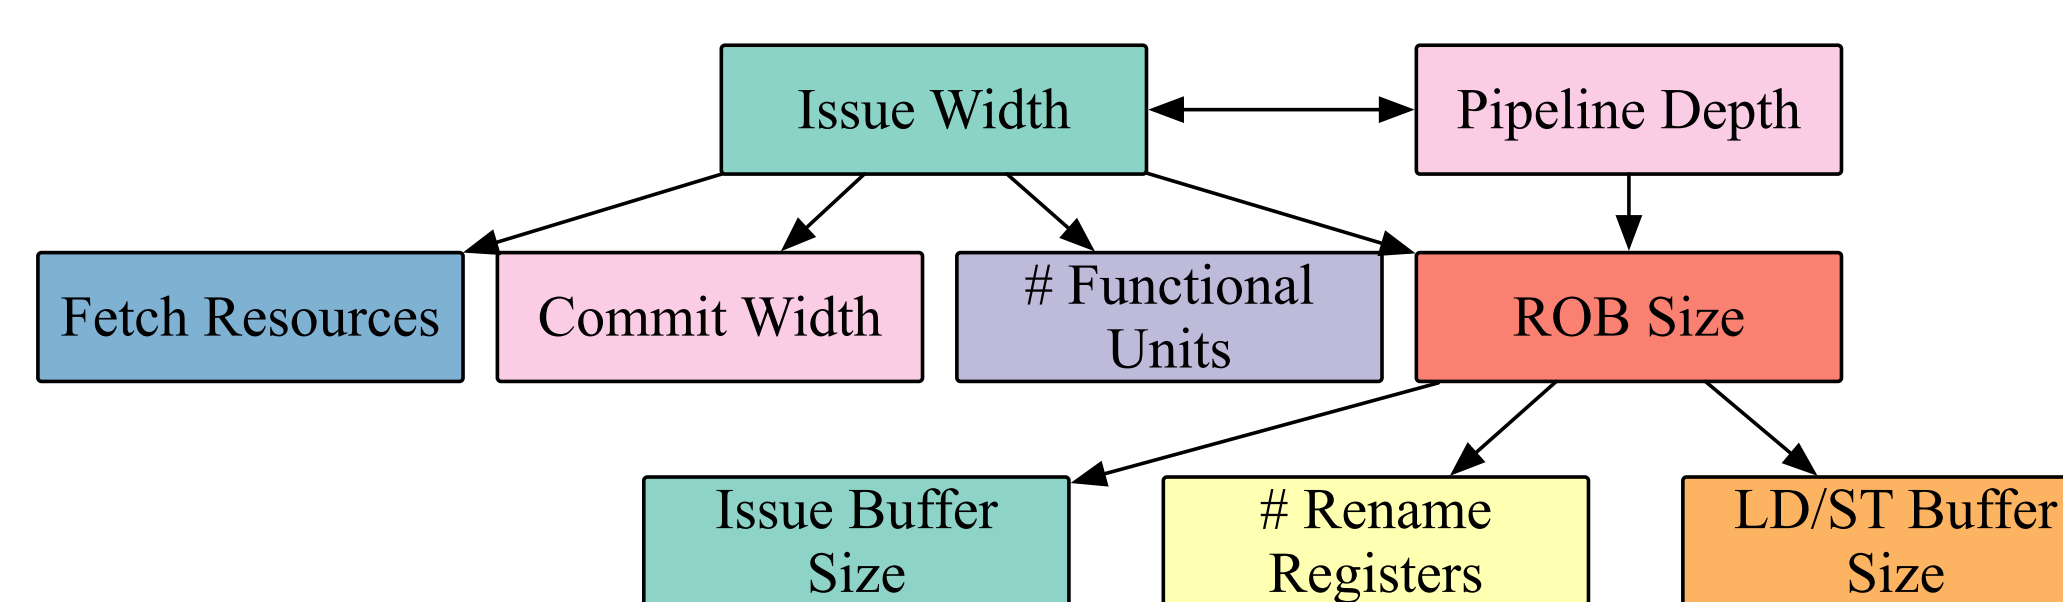 Issue Width
Pipeline Depth
Fetch Resources
Commit Width
# Functional
Units
ROB Size
Issue Buffer
Size
# Rename
Registers
LD/ST Buffer
Size